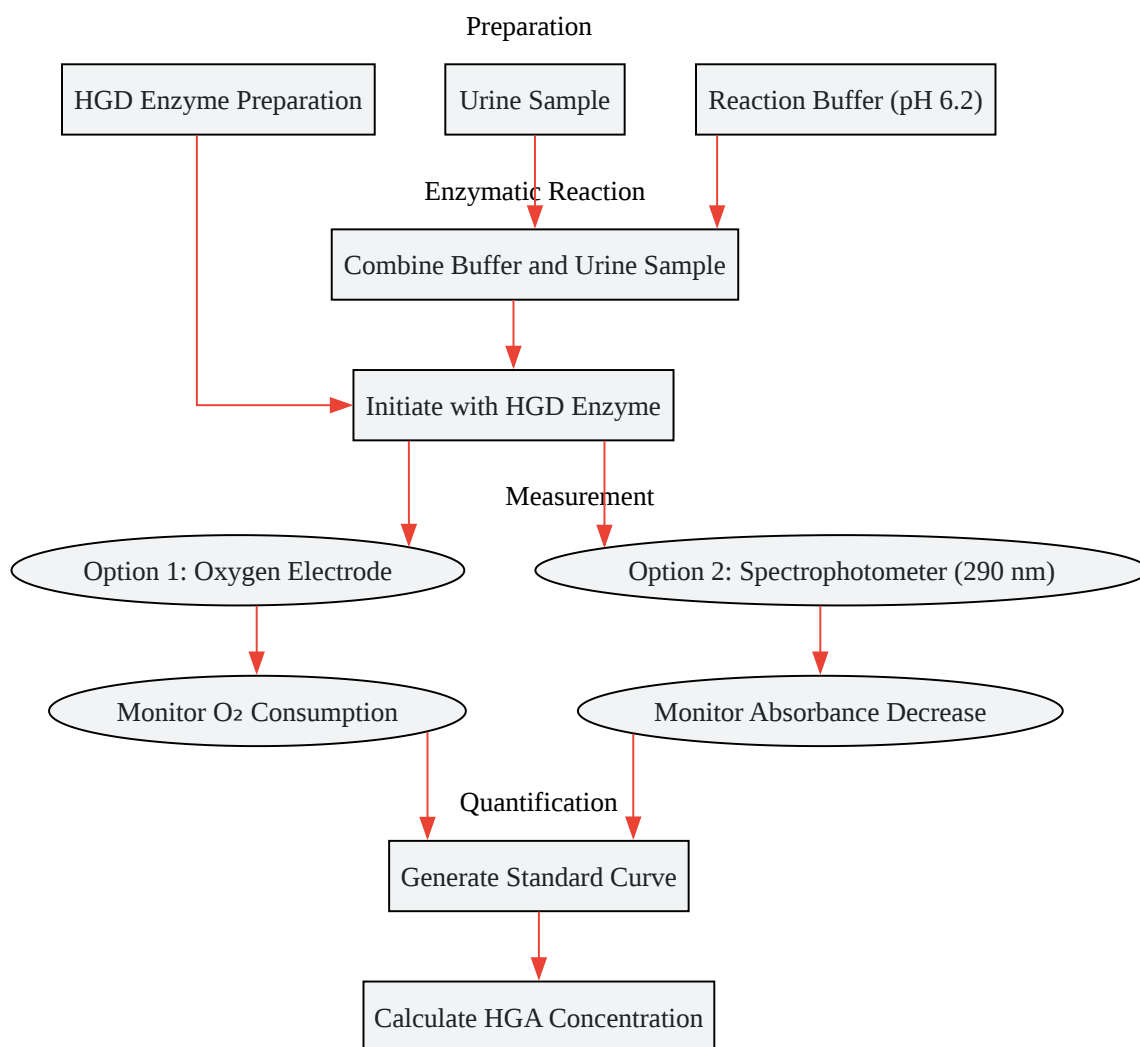 Preparation
HGD Enzyme Preparation
Urine Sample
Reaction Buffer (pH 6.2)
Enzymatic Reaction
Combine Buffer and Urine Sample
Initiate with HGD Enzyme
Measurement
Option 1: Oxygen Electrode
Option 2: Spectrophotometer (290 nm)
Monitor O₂ Consumption
Monitor Absorbance Decrease
Quantification
Generate Standard Curve
Calculate HGA Concentration